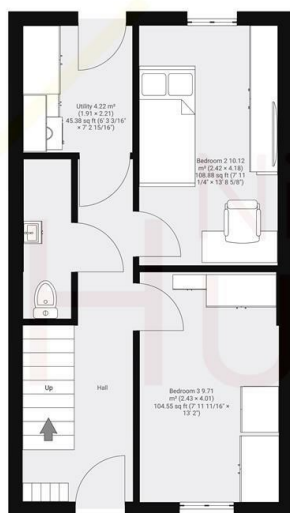 Utility 4.22 m²
(1.91 × 2.21)
45.38 sq ft (6' 3 3/16"
× 7' 2 15/16")
Bedroom 2 10.12
m² (2.42 × 4.18)
108.88 sq ft (7' 11
1/4" × 13' 8 5/8")
Up
Hall
Bedroom 3 9.71
m² (2.43 × 4.01)
104.55 sq ft (7' 11 11/16" ×
13' 2")
HU
N